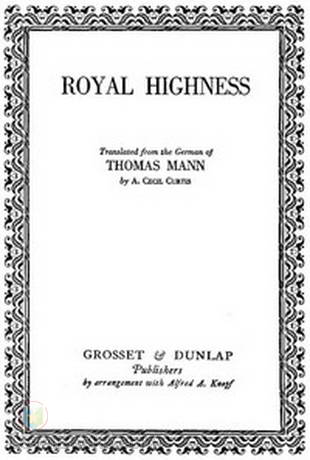 ROYAL HIGHNESS
Translated from the German of
THOMAS MANN
by A. CECIL CURTIS
GROSSET & DUNLAP
Publishers
by arrangement with Alfred A. Knopf